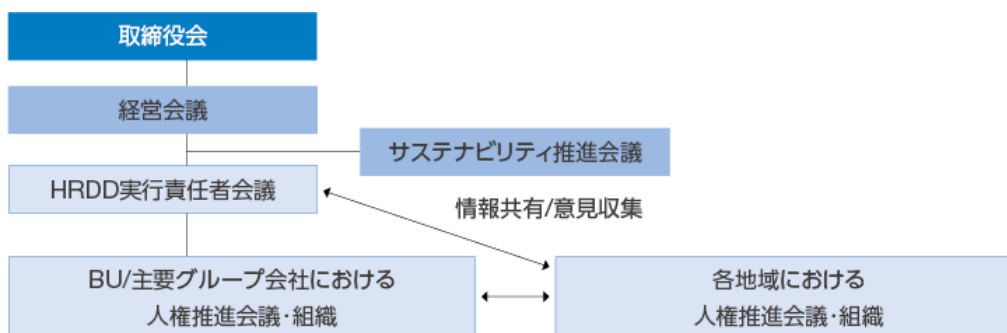 取締役会
経営会議
サステナビリティ推進会議
HRDD実行責任者会議
情報共有/意見収集
BU/主要グループ会社における
人権推進会議・組織
各地域における
人権推進会議・組織